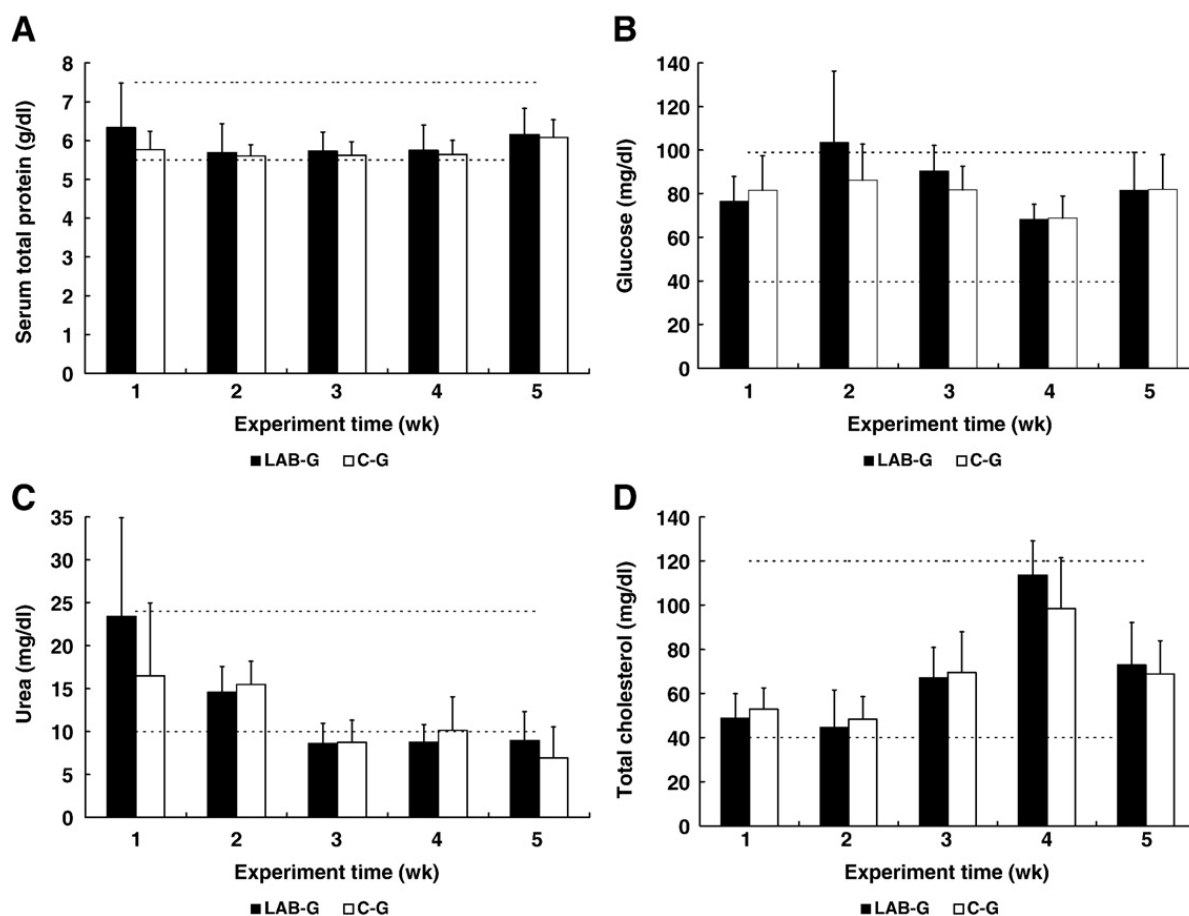 A
Serum total protein (g/dl)
8
7
6
5
4
3
2
1
0
1 2 3 4 5
Experiment time (wk)
LAB-G C-G
B
Glucose (mg/dl)
140
120
100
80
60
40
20
0
1 2 3 4 5
Experiment time (wk)
LAB-G C-G
C
Urea (mg/dl)
35
30
25
20
15
10
5
0
1 2 3 4 5
Experiment time (wk)
LAB-G C-G
D
Total cholesterol (mg/dl)
140
120
100
80
60
40
20
0
1 2 3 4 5
Experiment time (wk)
LAB-G C-G